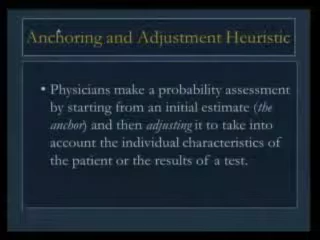 Anchoring and Adjustment Heuristic
• Physicians make a probability assessment
by starting from an initial estimate (the
anchor) and then adjusting it to take into
account the individual characteristics of
the patient or the results of a test.